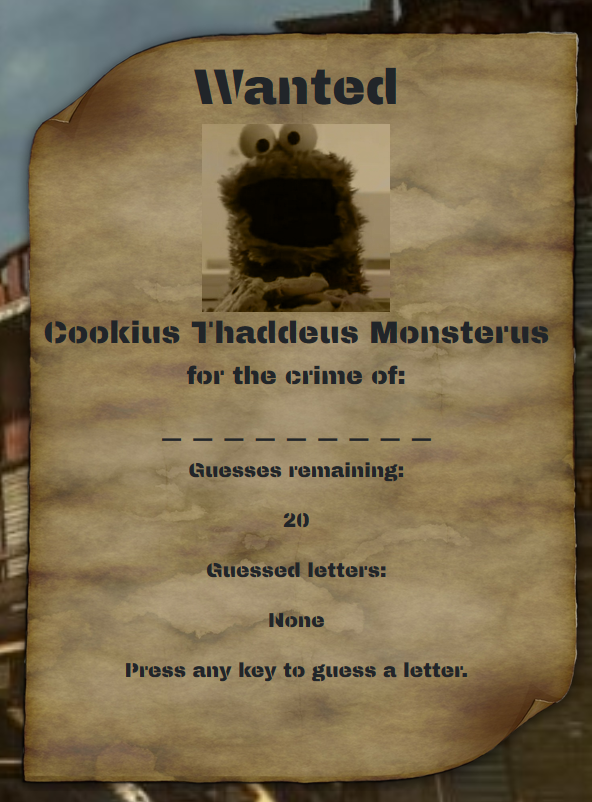 Wanted
Cookius Thaddeus Monsterus
for the crime of:
_ _ _ _ _ _ _ _ _
Guesses remaining:
20
Guessed letters:
None
Press any key to guess a letter.